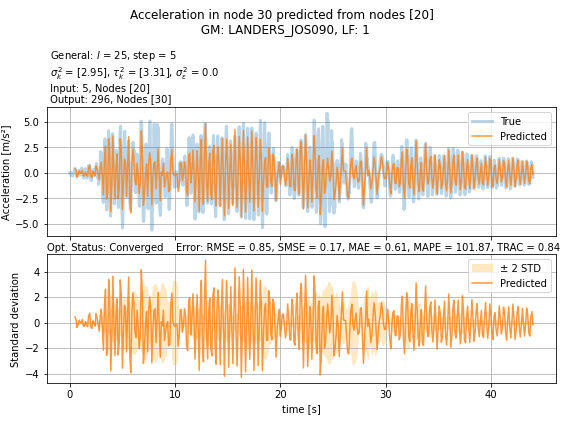 Acceleration in node 30 predicted from nodes [20]
GM: LANDERS_JOS090, LF: 1
General: l = 25, step = 5
σ²ₖ = [2.95], τ²ₖ = [3.31], σ²ε = 0.0
Input: 5, Nodes [20]
Output: 296, Nodes [30]
Acceleration [m/s²]
5.0
2.5
0.0
−2.5
−5.0
True
Predicted
Opt. Status: Converged Error: RMSE = 0.85, SMSE = 0.17, MAE = 0.61, MAPE = 101.87, TRAC = 0.84
Standard deviation
4
2
0
−2
−4
± 2 STD
Predicted
0 10 20 30 40
time [s]